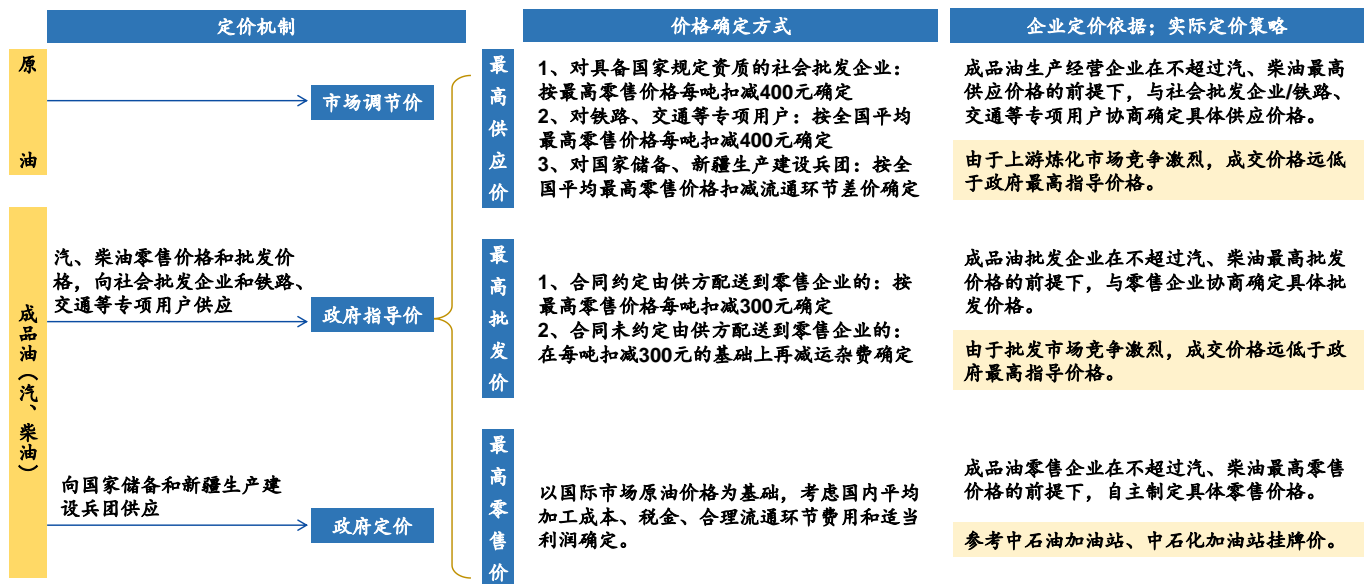 定价机制
价格确定方式
企业定价依据；实际定价策略
原油
市场调节价
成品油（汽、柴油）
汽、柴油零售价格和批发价
格，向社会批发企业和铁路、
交通等专项用户供应
政府指导价
向国家储备和新疆生产建
设兵团供应
政府定价
最高供应价
1、对具备国家规定资质的社会批发企业：
按最高零售价格每吨扣减400元确定
2、对铁路、交通等专项用户：按全国平均
最高零售价格每吨扣减400元确定
3、对国家储备、新疆生产建设兵团：按全
国平均最高零售价格扣减流通环节差价确定
成品油生产经营企业在不超过汽、柴油最高
供应价格的前提下，与社会批发企业/铁路、
交通等专项用户协商确定具体供应价格。
由于上游炼化市场竞争激烈，成交价格远低
于政府最高指导价格。
最高批发价
1、合同约定由供方配送到零售企业的：按
最高零售价格每吨扣减300元确定
2、合同未约定由供方配送到零售企业的：
在每吨扣减300元的基础上再减运杂费确定
成品油批发企业在不超过汽、柴油最高批发
价格的前提下，与零售企业协商确定具体批
发价格。
由于批发市场竞争激烈，成交价格远低于政
府最高指导价格。
最高零售价
以国际市场原油价格为基础，考虑国内平均
加工成本、税金、合理流通环节费用和适当
利润确定。
成品油零售企业在不超过汽、柴油最高零售
价格的前提下，自主制定具体零售价格。
参考中石油加油站、中石化加油站挂牌价。